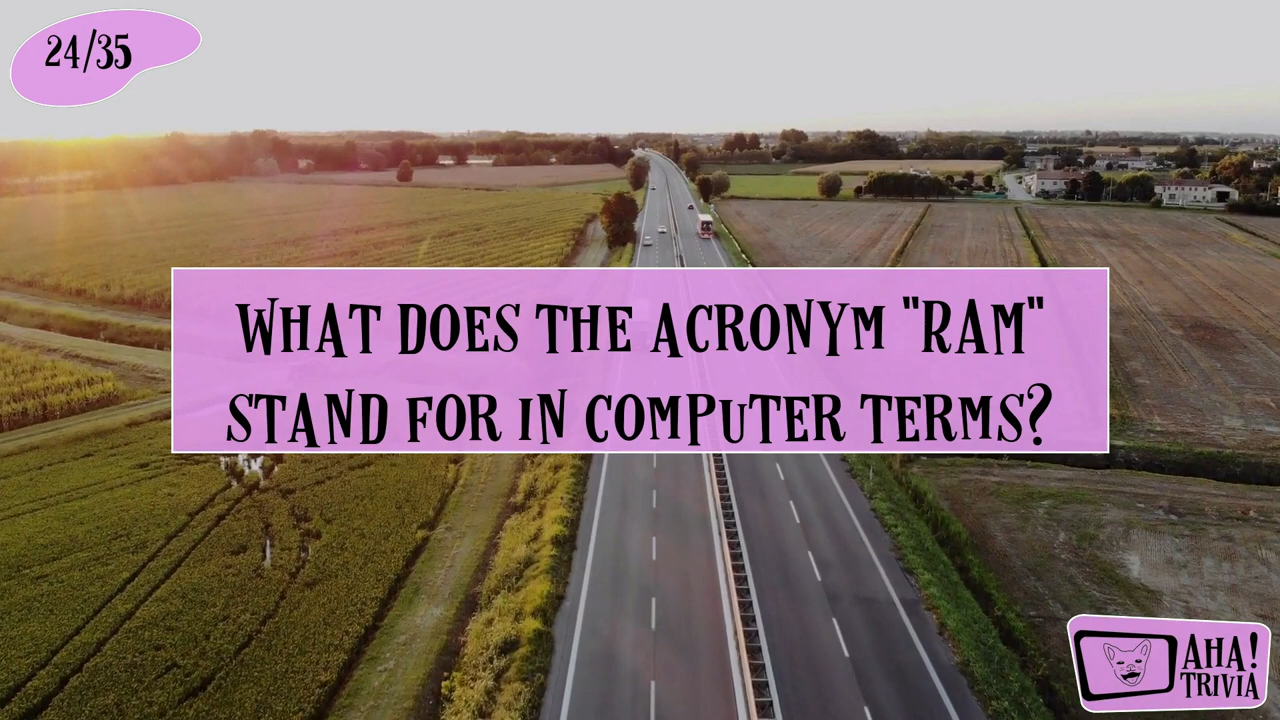 24/35
WHAT DOES THE ACRONYM "RAM"
STAND FOR IN COMPUTER TERMS?
AHA!
TRIVIA